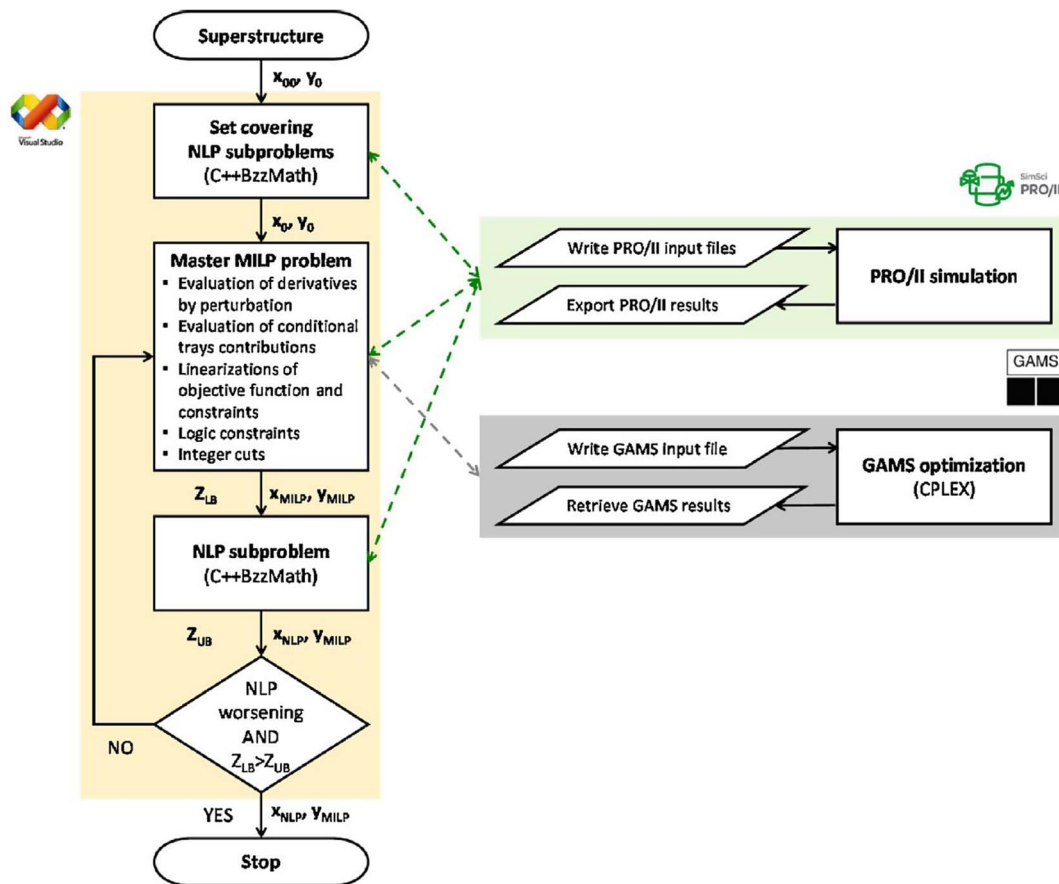 Superstructure
x00, y0
Visual Studio
Set covering
NLP subproblems
(C++BzzMath)
x0, y0
Master MILP problem
▪ Evaluation of derivatives
by perturbation
▪ Evaluation of conditional
trays contributions
▪ Linearizations of
objective function and
constraints
▪ Logic constraints
▪ Integer cuts
ZLB xMILP, yMILP
NLP subproblem
(C++BzzMath)
ZUB xNLP, yMILP
NLP
worsening
AND
ZLB>ZUB
NO
YES xNLP, yMILP
Stop
SimSci
PRO/II
Write PRO/II input files
Export PRO/II results
PRO/II simulation
GAMS
Write GAMS input file
Retrieve GAMS results
GAMS optimization
(CPLEX)